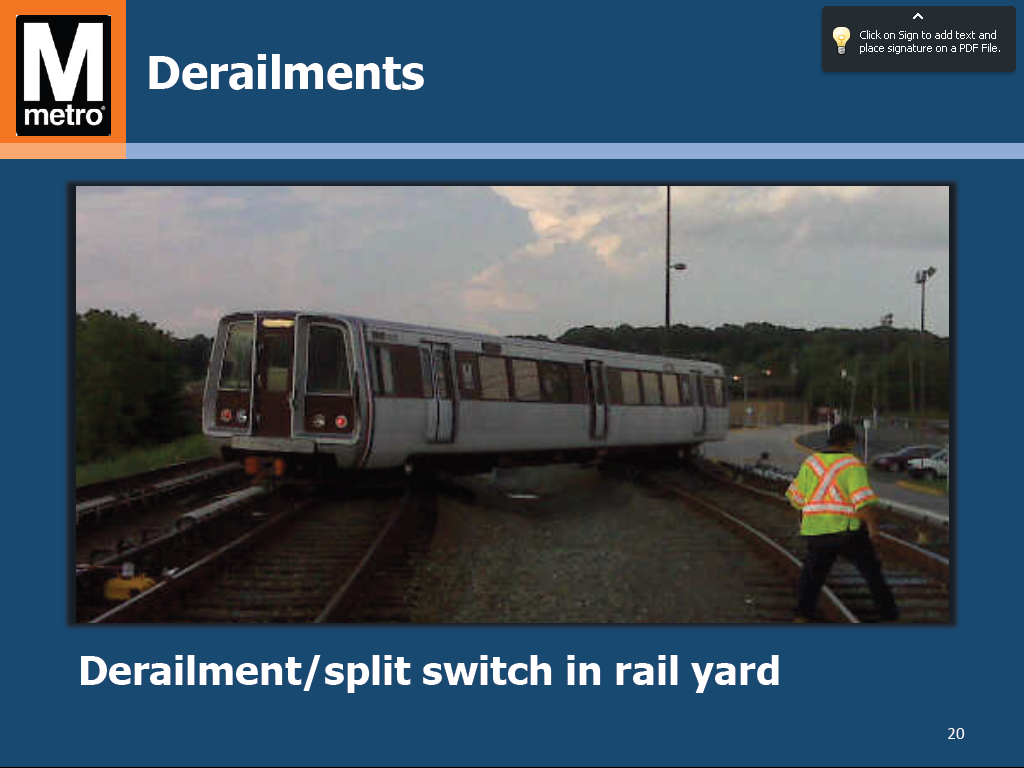 M
metro
Derailments
Click on Sign to add text and
place signature on a PDF File.
M
Derailment/split switch in rail yard
20